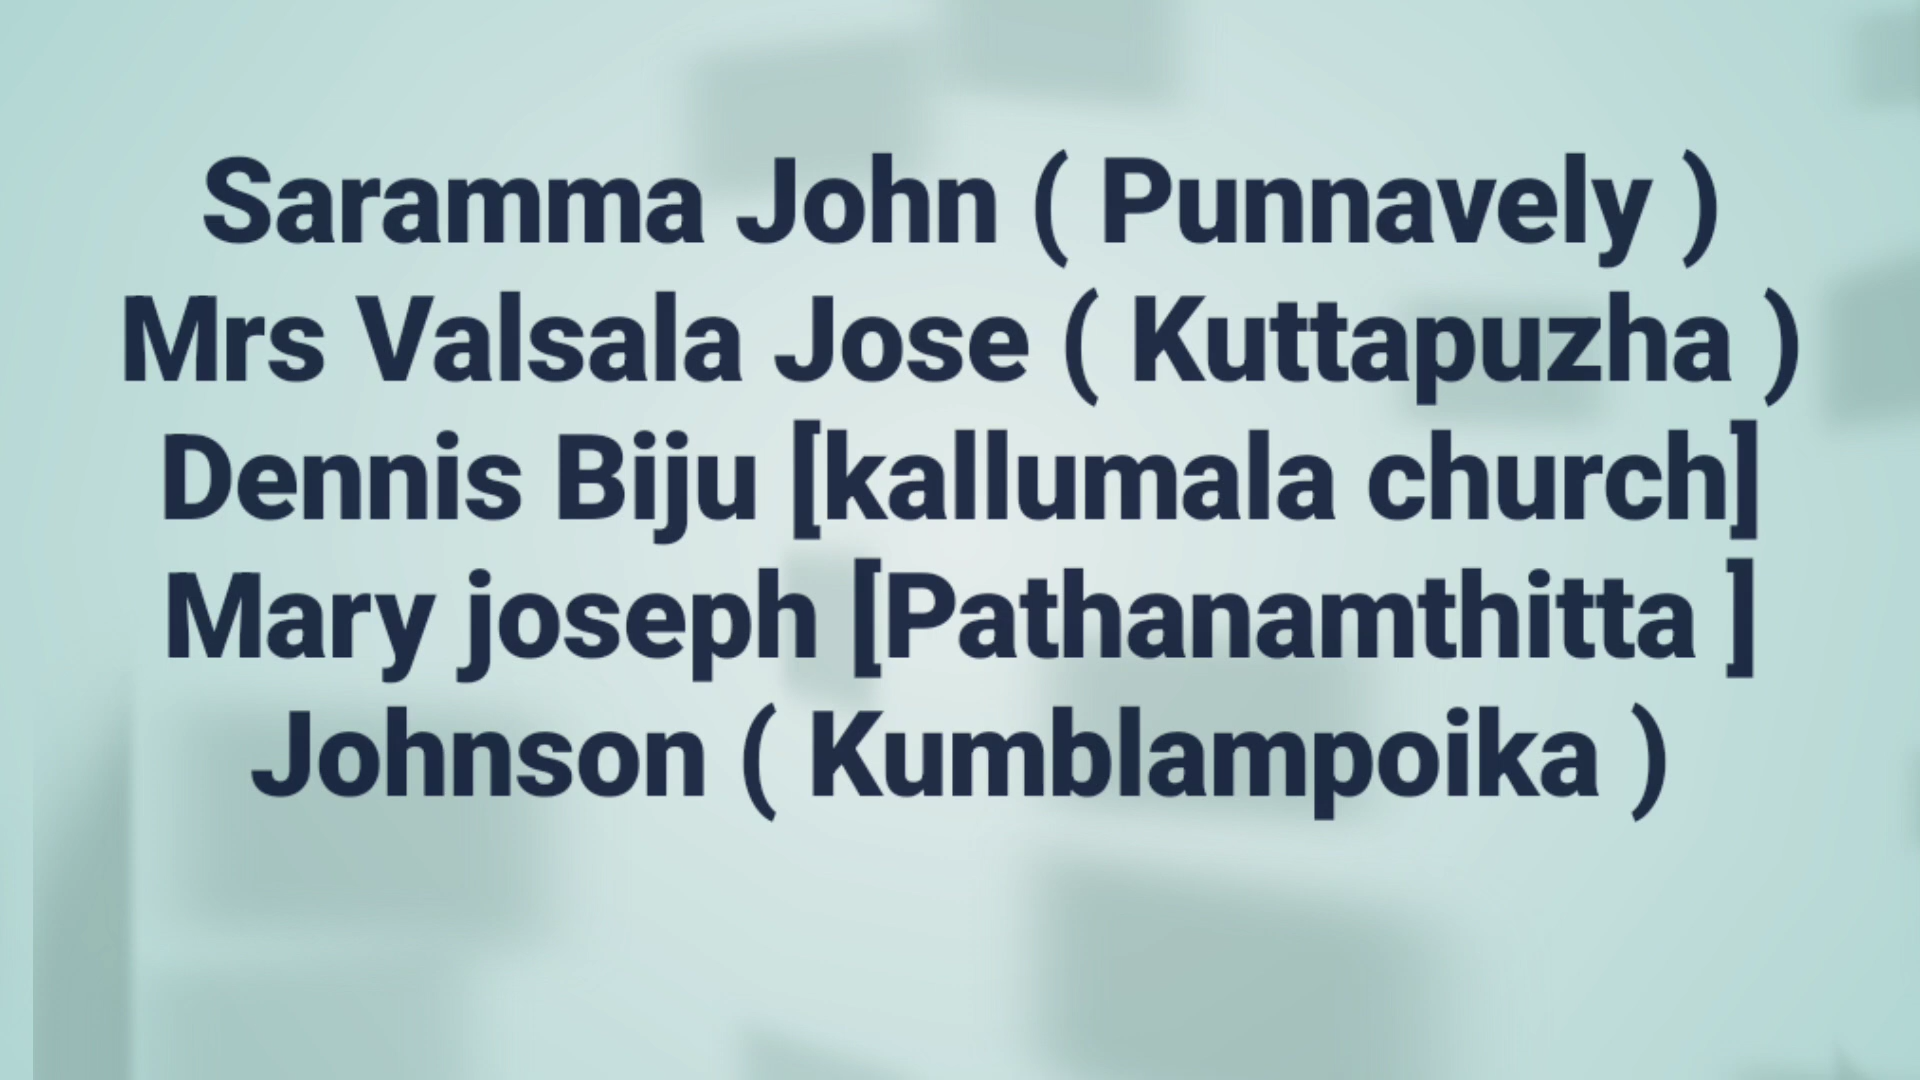 Saramma John ( Punnavely )
Mrs Valsala Jose ( Kuttapuzha )
Dennis Biju [kallumala church]
Mary joseph [Pathanamthitta ]
Johnson ( Kumblampoika )